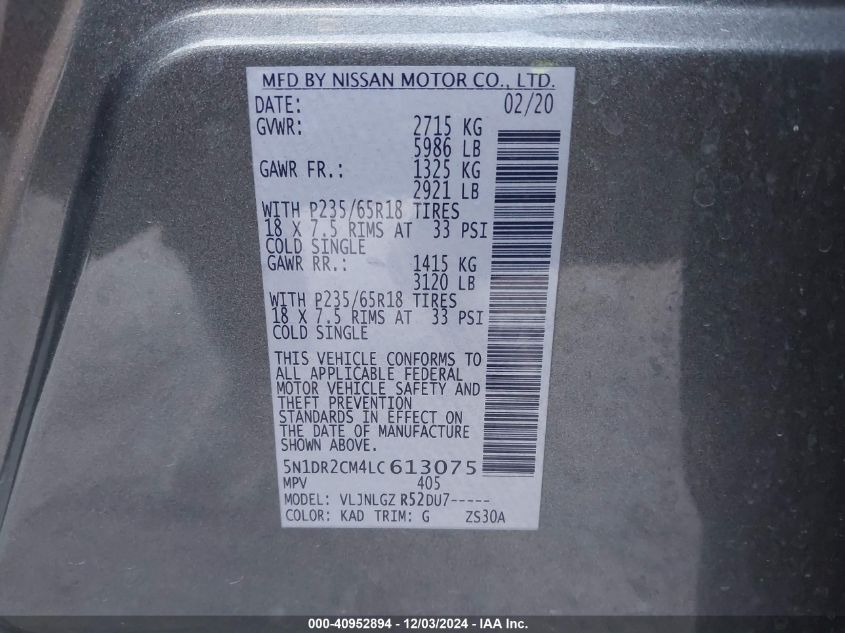 MFD BY NISSAN MOTOR CO., LTD.
DATE: 02/20
GVWR: 2715 KG
5986 LB
GAWR FR.: 1325 KG
2921 LB
WITH P235/65R18 TIRES
18 X 7.5 RIMS AT 33 PSI
COLD SINGLE
GAWR RR.: 1415 KG
3120 LB
WITH P235/65R18 TIRES
18 X 7.5 RIMS AT 33 PSI
COLD SINGLE
THIS VEHICLE CONFORMS TO
ALL APPLICABLE FEDERAL
MOTOR VEHICLE SAFETY AND
THEFT PREVENTION
STANDARDS IN EFFECT ON
THE DATE OF MANUFACTURE
SHOWN ABOVE.
5N1DR2CM4LC613075
MPV 405
MODEL: VLJNLGZ R52DU7-----
COLOR: KAD TRIM: G ZS30A
000-40952894 - 12/03/2024 - IAA Inc.